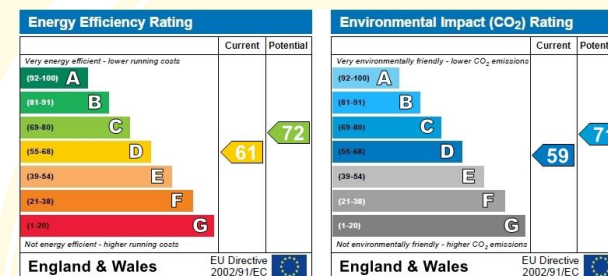 Energy Efficiency Rating
Current Potential
Very energy efficient - lower running costs
(92-100) A
(81-91) B
(69-80) C
72
(55-68) D
61
(39-54) E
(21-38) F
(1-20) G
Not energy efficient - higher running costs
England & Wales
EU Directive
2002/91/EC
Environmental Impact (CO2) Rating
Current Potent
Very environmentally friendly - lower CO2 emissions
(92-100) A
(81-91) B
(69-80) C
71
(55-68) D
59
(39-54) E
(21-38) F
(1-20) G
Not environmentally friendly - higher CO2 emissions
England & Wales
EU Directive
2002/91/EC